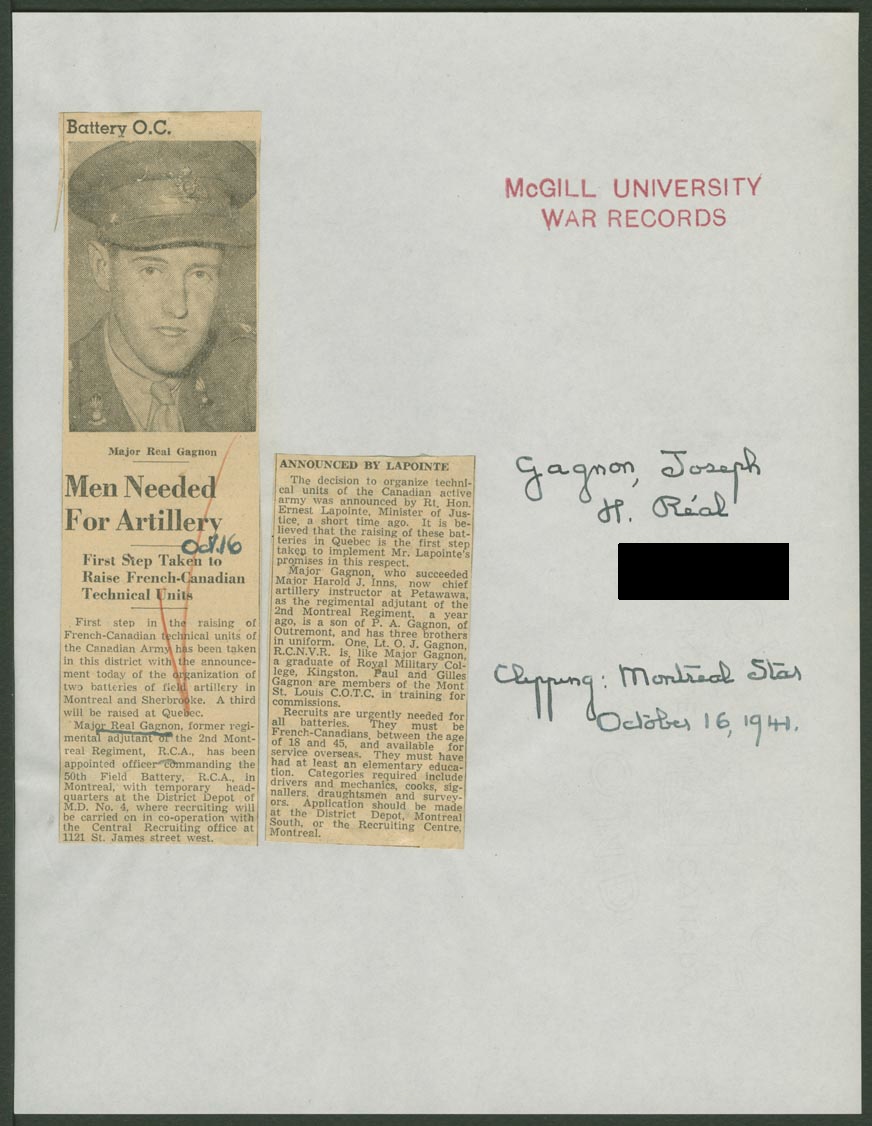 Battery O.C.
Major Real Gagnon
Men Needed
For Artillery
Oct.16
First Step Taken to
Raise French-Canadian
Technical Units
First step in the raising of
French-Canadian technical units of
the Canadian Army has been taken
in this district with the announce-
ment today of the organization of
two batteries of field artillery in
Montreal and Sherbrooke. A third
will be raised at Quebec.
Major Real Gagnon, former regi-
mental adjutant of the 2nd Mont-
real Regiment, R.C.A., has been
appointed officer commanding the
50th Field Battery, R.C.A., in
Montreal, with temporary head-
quarters at the District Depot of
M.D. No. 4, where recruiting will
be carried on in co-operation with
the Central Recruiting office at
1121 St. James street west.
ANNOUNCED BY LAPOINTE
The decision to organize techni-
cal units of the Canadian active
army was announced by Rt. Hon.
Ernest Lapointe, Minister of Jus-
tice, a short time ago. It is be-
lieved that the raising of these bat-
teries in Quebec is the first step
taken to implement Mr. Lapointe's
promises in this respect.
Major Gagnon, who succeeded
Major Harold J. Inns, now chief
artillery instructor at Petawawa,
as the regimental adjutant of the
2nd Montreal Regiment, a year
ago, is a son of P. A. Gagnon, of
Outremont, and has three brothers
in uniform. One, Lt. O. J. Gagnon,
R.C.N.V.R. is, like Major Gagnon,
a graduate of Royal Military Col-
lege, Kingston. Paul and Gilles
Gagnon are members of the Mont
St. Louis C.O.T.C. in training for
commissions.
Recruits are urgently needed for
all batteries. They must be
French-Canadians, between the age
of 18 and 45, and available for
service overseas. They must have
had at least an elementary educa-
tion. Categories required include
drivers and mechanics, cooks, sig-
nallers, draughtsmen and survey-
ors. Application should be made
at the District Depot, Montreal
South, or the Recruiting Centre,
Montreal.
McGILL UNIVERSITY
WAR RECORDS
Gagnon, Joseph
H. Réal
Clipping: Montreal Star
October 16, 1941.